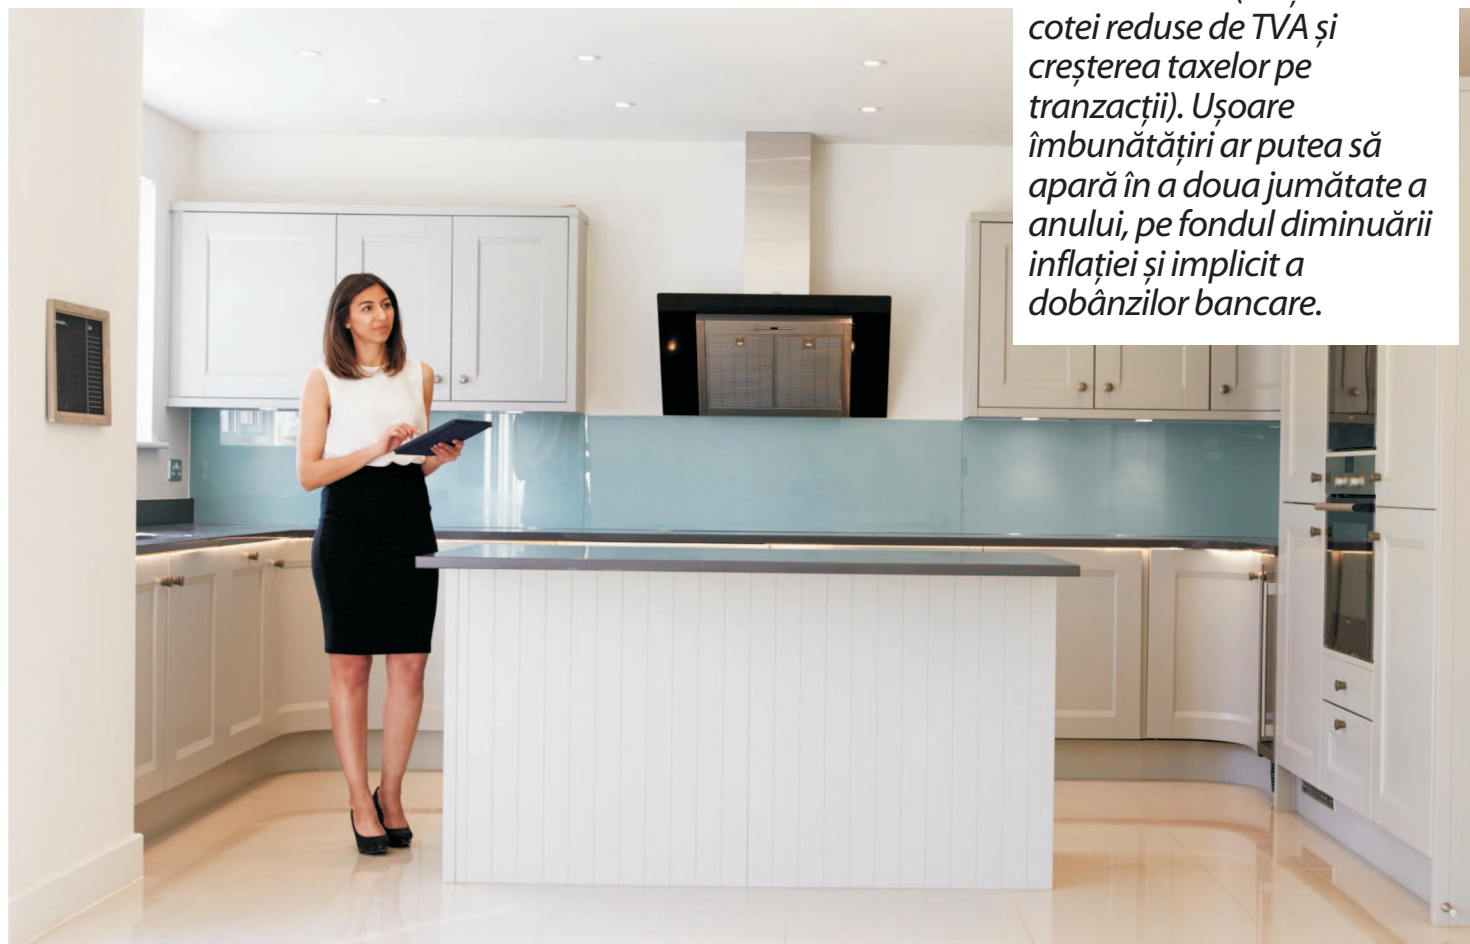 cotei reduse de TVA și
creșterea taxelor pe
tranzacții). Ușoare
îmbunătățiri ar putea să
apară în a doua jumătate a
anului, pe fondul diminuării
inflației și implicit a
dobânzilor bancare.